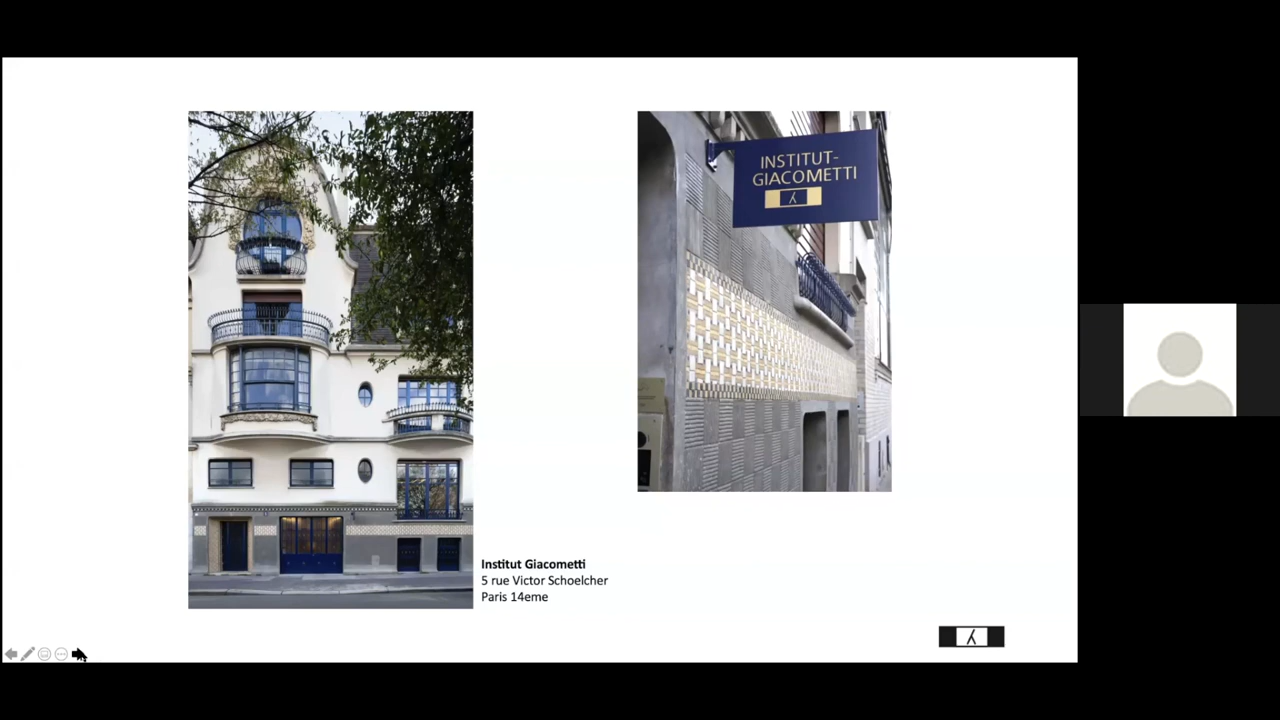 INSTITUT-
GIACOMETTI
Institut Giacometti
5 rue Victor Schoelcher
Paris 14eme